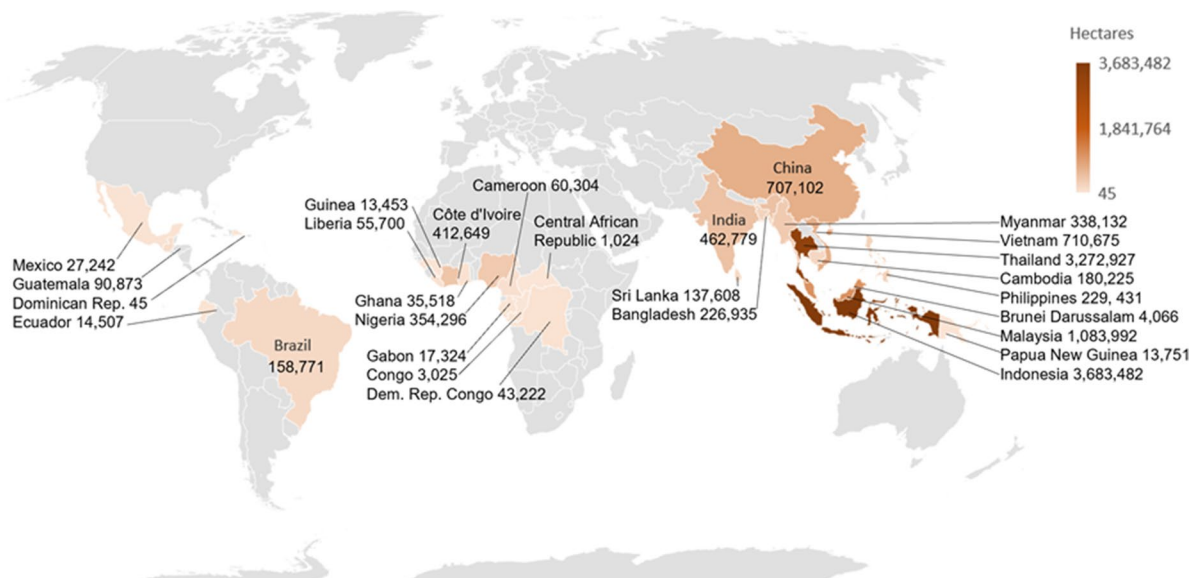 Hectares
3,683,482
1,841,764
45
China
707,102
Cameroon 60,304
Guinea 13,453
Liberia 55,700
Côte d'Ivoire
412,649
Central African
Republic 1,024
India
462,779
Myanmar 338,132
Vietnam 710,675
Thailand 3,272,927
Cambodia 180,225
Philippines 229, 431
Brunei Darussalam 4,066
Malaysia 1,083,992
Papua New Guinea 13,751
Indonesia 3,683,482
Mexico 27,242
Guatemala 90,873
Dominican Rep. 45
Ecuador 14,507
Ghana 35,518
Nigeria 354,296
Sri Lanka 137,608
Bangladesh 226,935
Brazil
158,771
Gabon 17,324
Congo 3,025
Dem. Rep. Congo 43,222